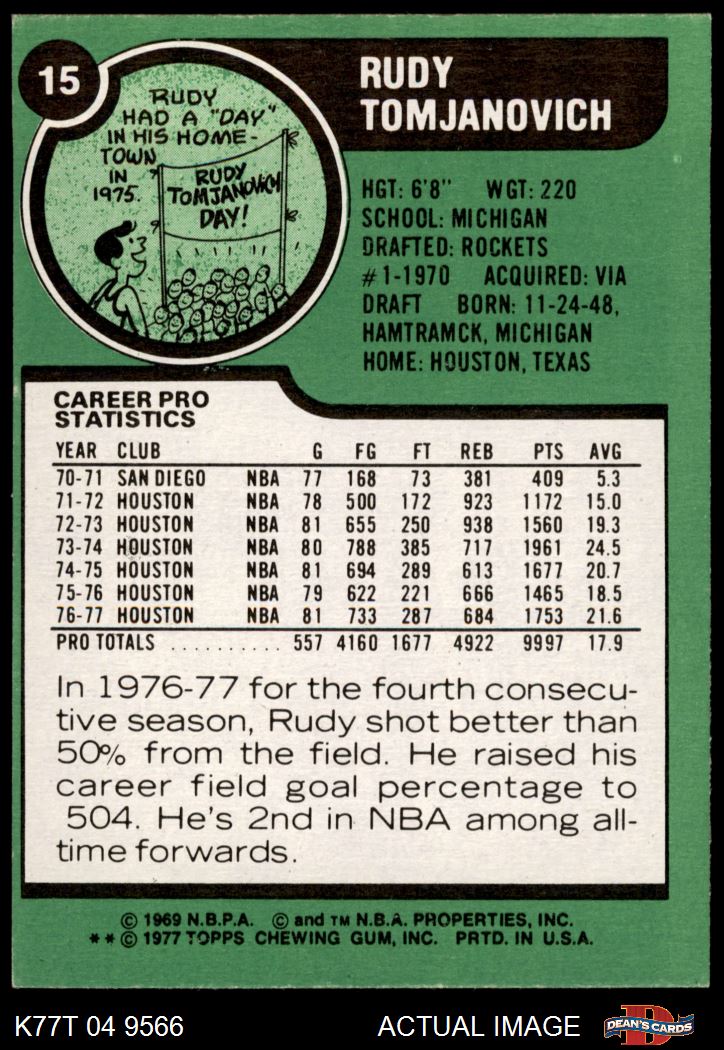 15
RUDY
TOMJANOVICH
RUDY
HAD A "DAY"
IN HIS HOME-
TOWN
IN
1975.
RUDY
TOMJANOVICH
DAY!
HGT: 6'8" WGT: 220
SCHOOL: MICHIGAN
DRAFTED: ROCKETS
#1-1970 ACQUIRED: VIA
DRAFT BORN: 11-24-48,
HAMTRAMCK, MICHIGAN
HOME: HOUSTON, TEXAS
CAREER PRO
STATISTICS
YEAR CLUB G FG FT REB PTS AVG
70-71 SAN DIEGO NBA 77 168 73 381 409 5.3
71-72 HOUSTON NBA 78 500 172 923 1172 15.0
72-73 HOUSTON NBA 81 655 250 938 1560 19.3
73-74 HOUSTON NBA 80 788 385 717 1961 24.5
74-75 HOUSTON NBA 81 694 289 613 1677 20.7
75-76 HOUSTON NBA 79 622 221 666 1465 18.5
76-77 HOUSTON NBA 81 733 287 684 1753 21.6
PRO TOTALS .......... 557 4160 1677 4922 9997 17.9
In 1976-77 for the fourth consecu-
tive season, Rudy shot better than
50% from the field. He raised his
career field goal percentage to
504. He's 2nd in NBA among all-
time forwards.
© 1969 N.B.P.A. © and TM N.B.A. PROPERTIES, INC.
** © 1977 TOPPS CHEWING GUM, INC. PRTD. IN U.S.A.
K77T 04 9566 ACTUAL IMAGE D DEAN'S CARDS